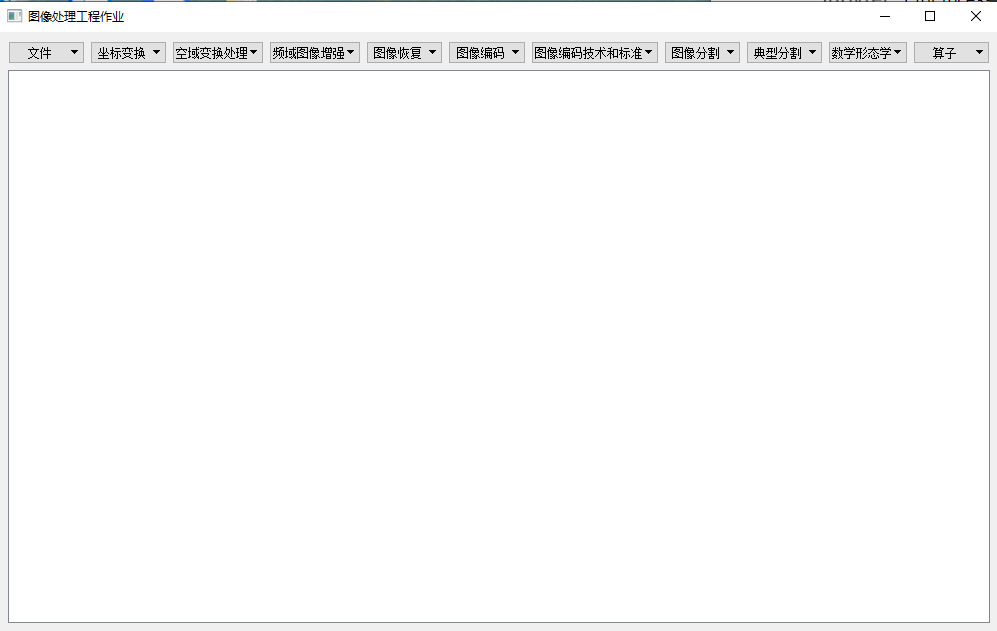 图像处理工程作业
文件 坐标变换 空域变换处理 频域图像增强 图像恢复 图像编码 图像编码技术和标准 图像分割 典型分割 数学形态学 算子